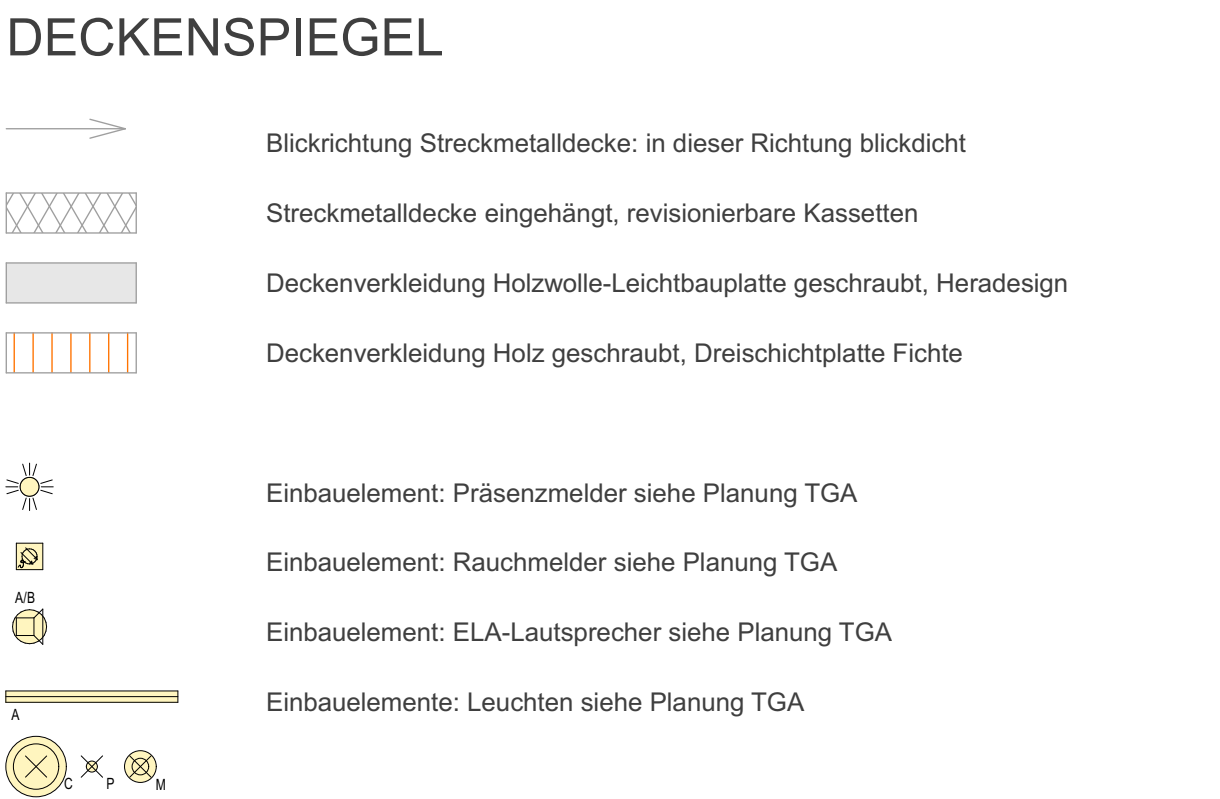 DECKENSPIEGEL
Blickrichtung Streckmetalldecke: in dieser Richtung blickdicht
Streckmetalldecke eingehängt, revisionierbare Kassetten
Deckenverkleidung Holzwolle-Leichtbauplatte geschraubt, Heradesign
Deckenverkleidung Holz geschraubt, Dreischichtplatte Fichte
Einbauelement: Präsenzmelder siehe Planung TGA
Einbauelement: Rauchmelder siehe Planung TGA
A/B
Einbauelement: ELA-Lautsprecher siehe Planung TGA
Einbauelemente: Leuchten siehe Planung TGA
A
C P M